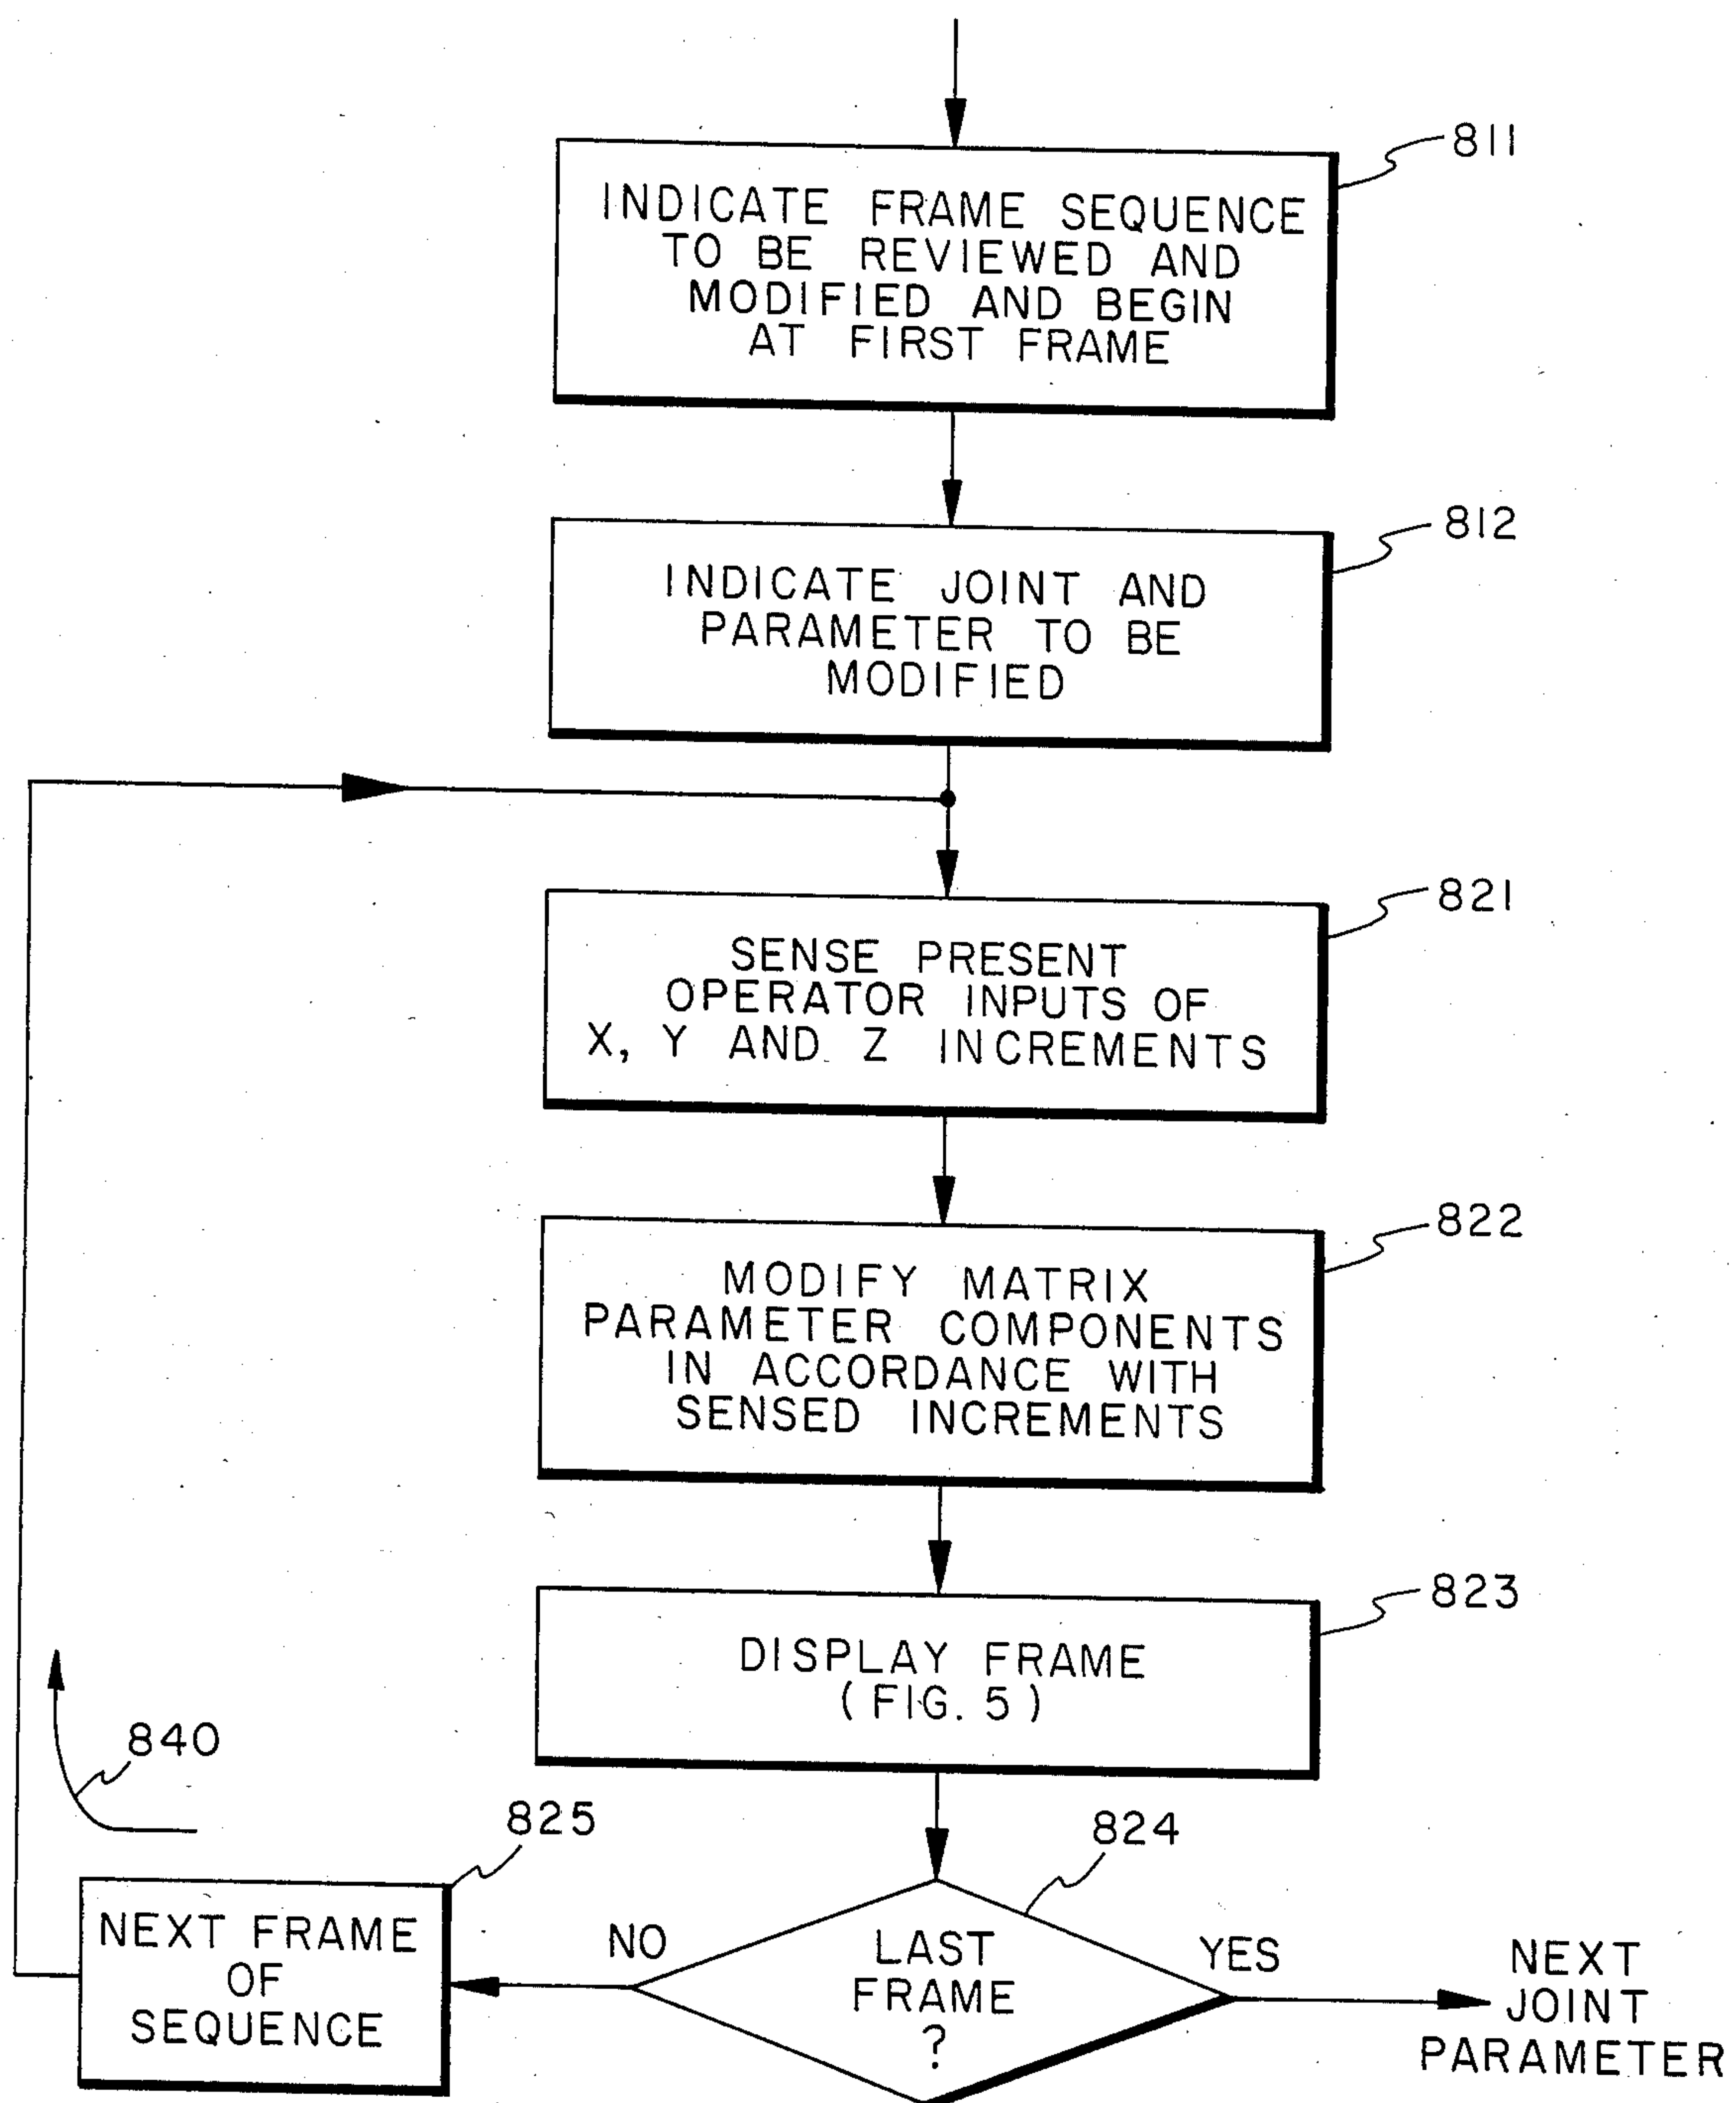 811
INDICATE FRAME SEQUENCE
TO BE REVIEWED AND
MODIFIED AND BEGIN
AT FIRST FRAME
812
INDICATE JOINT AND
PARAMETER TO BE
MODIFIED
821
SENSE PRESENT
OPERATOR INPUTS OF
X, Y AND Z INCREMENTS
822
MODIFY MATRIX
PARAMETER COMPONENTS
IN ACCORDANCE WITH
SENSED INCREMENTS
823
DISPLAY FRAME
(FIG. 5)
840
825
824
NEXT FRAME
OF
SEQUENCE
NO
LAST
FRAME
?
YES
NEXT
JOINT
PARAMETER